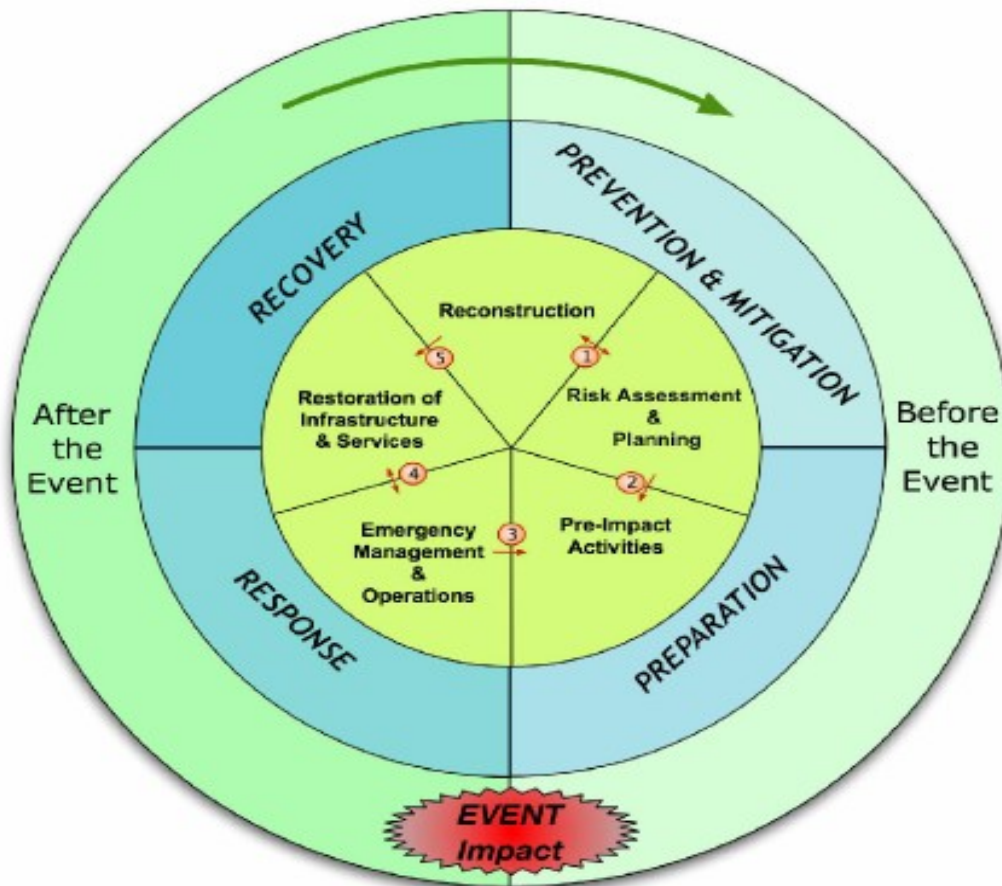 RECOVERY
PREVENTION & MITIGATION
Reconstruction
5
1
Restoration of
Infrastructure
& Services
Risk Assessment
&
Planning
After
the
Event
Before
the
Event
4
2
3
Emergency
Management
&
Operations
Pre-Impact
Activities
RESPONSE
PREPARATION
EVENT
Impact